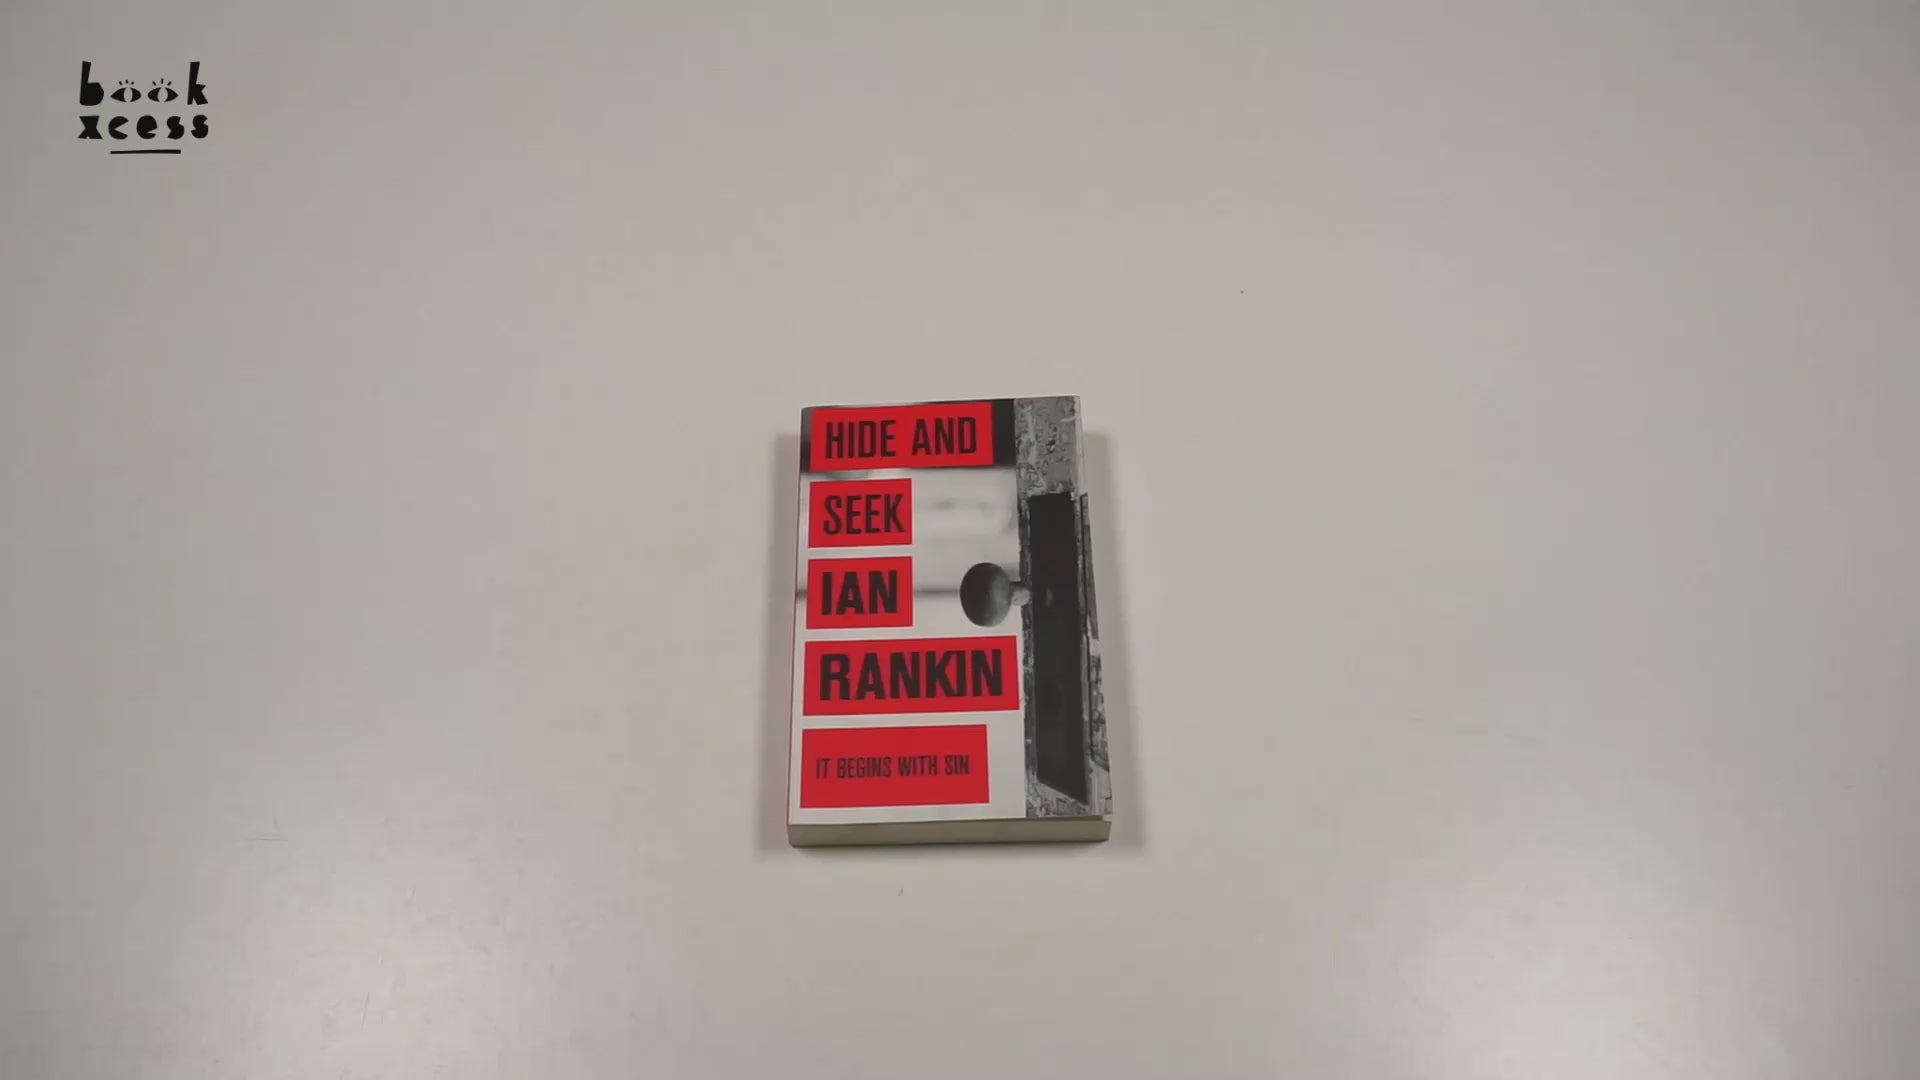 book
xcess
HIDE AND
SEEK
IAN
RANKIN
IT BEGINS WITH SIN